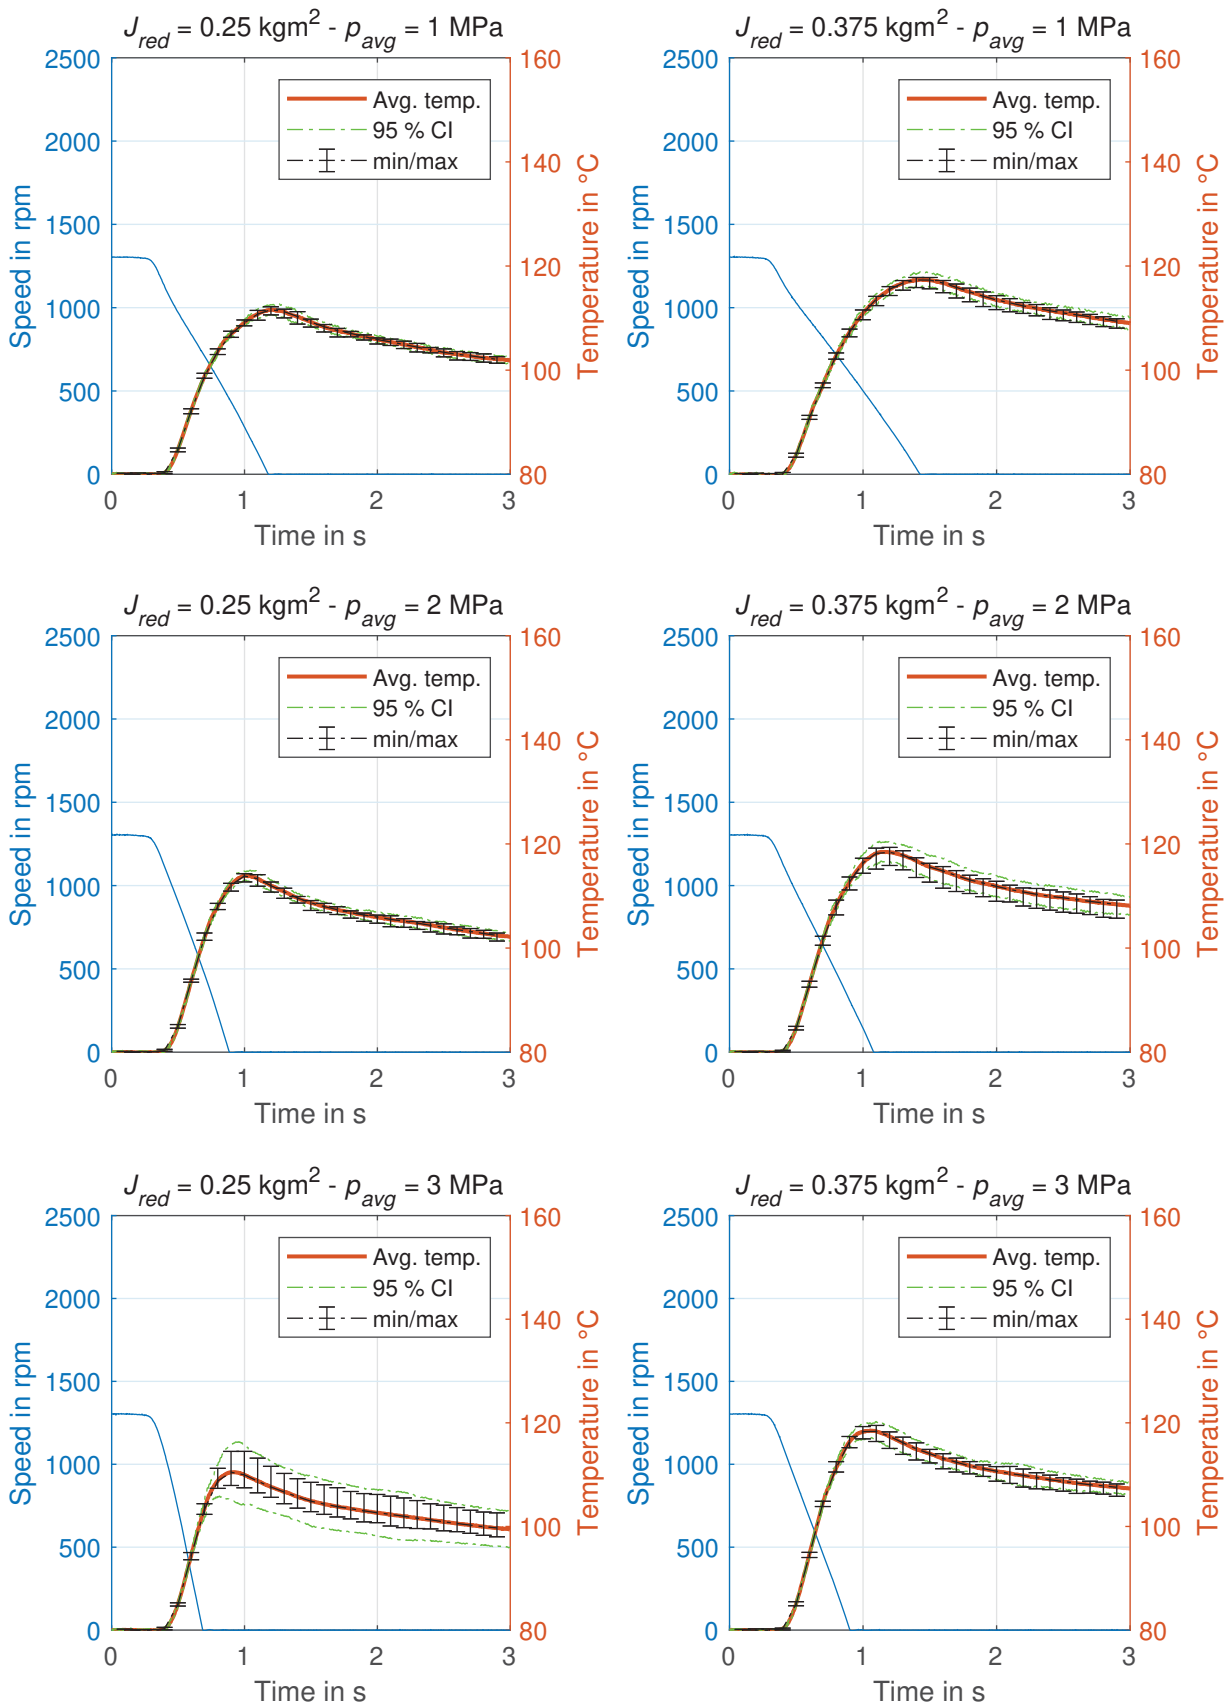 J_red = 0.25 kgm² - p_avg = 1 MPa
2500
2000
1500
1000
500
0
Speed in rpm
160
140
120
100
80
Temperature in °C
Avg. temp.
95 % CI
min/max
0 1 2 3
Time in s
J_red = 0.375 kgm² - p_avg = 1 MPa
2500
2000
1500
1000
500
0
Speed in rpm
160
140
120
100
80
Temperature in °C
Avg. temp.
95 % CI
min/max
0 1 2 3
Time in s
J_red = 0.25 kgm² - p_avg = 2 MPa
2500
2000
1500
1000
500
0
Speed in rpm
160
140
120
100
80
Temperature in °C
Avg. temp.
95 % CI
min/max
0 1 2 3
Time in s
J_red = 0.375 kgm² - p_avg = 2 MPa
2500
2000
1500
1000
500
0
Speed in rpm
160
140
120
100
80
Temperature in °C
Avg. temp.
95 % CI
min/max
0 1 2 3
Time in s
J_red = 0.25 kgm² - p_avg = 3 MPa
2500
2000
1500
1000
500
0
Speed in rpm
160
140
120
100
80
Temperature in °C
Avg. temp.
95 % CI
min/max
0 1 2 3
Time in s
J_red = 0.375 kgm² - p_avg = 3 MPa
2500
2000
1500
1000
500
0
Speed in rpm
160
140
120
100
80
Temperature in °C
Avg. temp.
95 % CI
min/max
0 1 2 3
Time in s